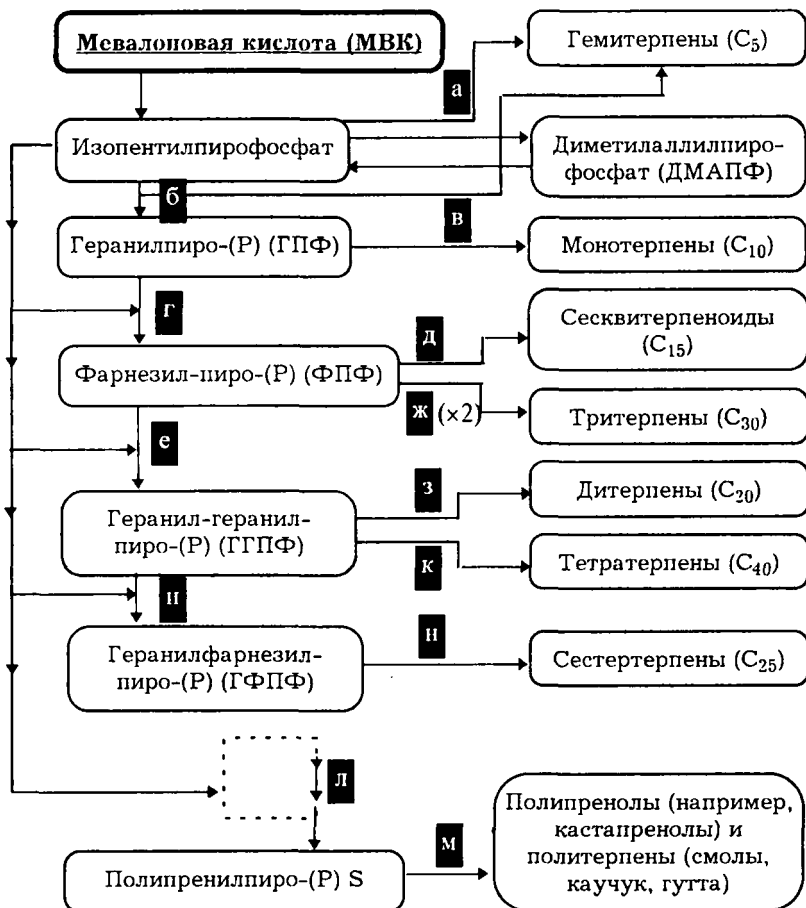 Мевалоновая кислота (МВК)
Гемитерпены (C₅)
а
Изопентилпирофосфат
Диметилаллилпиро-
фосфат (ДМАПФ)
б
в
Геранилпиро-(Р) (ГПФ)
Монотерпены (C₁₀)
г
Сесквитерпеноиды
(C₁₅)
д
Фарнезил-пиро-(Р) (ФПФ)
ж (×2)
Тритерпены (C₃₀)
е
з
Дитерпены (C₂₀)
Геранил-геранил-
пиро-(Р) (ГГПФ)
к
Тетратерпены (C₄₀)
и
н
Геранилфарнезил-
пиро-(Р) (ГФПФ)
Сестертерпены (C₂₅)
л
Полипренолы (например,
кастапренолы) и
политерпены (смолы,
каучук, гутта)
м
Полипренилпиро-(Р) S